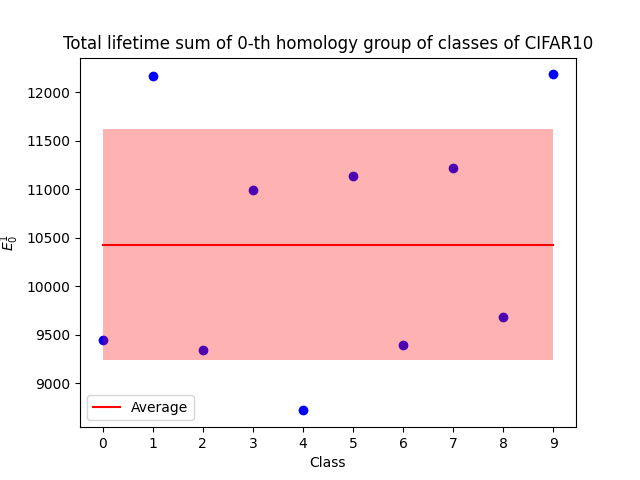 Total lifetime sum of 0-th homology group of classes of CIFAR10
12000
11500
11000
10500
10000
9500
9000
E_0^1
Average
0 1 2 3 4 5 6 7 8 9
Class